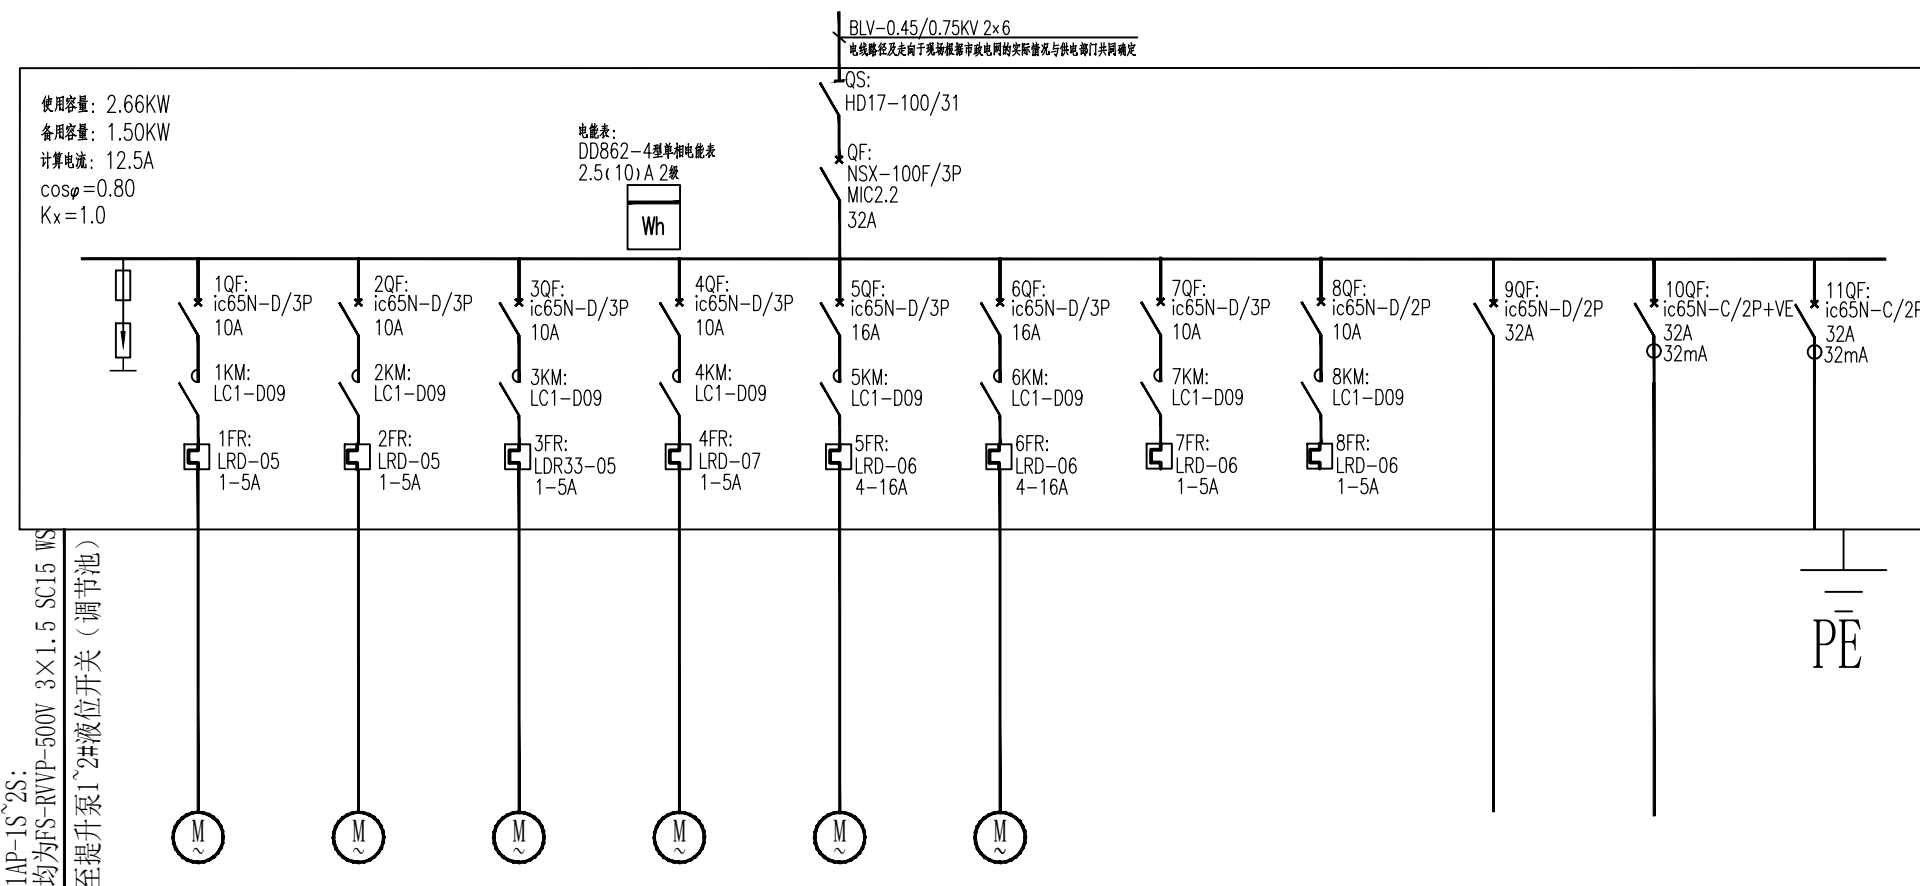 BLV-0.45/0.75KV 2×6
电线路径及走向于现场根据市政电网的实际情况与供电部门共同确定
使用容量: 2.66KW
备用容量: 1.50KW
计算电流: 12.5A
cosφ=0.80
Kx=1.0
电能表:
DD862-4型单相电能表
2.5(10)A 2级
Wh
QS:
HD17-100/31
QF:
NSX-100F/3P
MIC2.2
32A
1QF:
ic65N-D/3P
10A
2QF:
ic65N-D/3P
10A
3QF:
ic65N-D/3P
10A
4QF:
ic65N-D/3P
10A
5QF:
ic65N-D/3P
16A
6QF:
ic65N-D/3P
16A
7QF:
ic65N-D/3P
10A
8QF:
ic65N-D/2P
10A
9QF:
ic65N-D/2P
32A
10QF:
ic65N-C/2P+VE
32A
32mA
11QF:
ic65N-C/2P
32A
32mA
1KM:
LC1-D09
2KM:
LC1-D09
3KM:
LC1-D09
4KM:
LC1-D09
5KM:
LC1-D09
6KM:
LC1-D09
7KM:
LC1-D09
8KM:
LC1-D09
1FR:
LRD-05
1-5A
2FR:
LRD-05
1-5A
3FR:
LDR33-05
1-5A
4FR:
LRD-07
1-5A
5FR:
LRD-06
4-16A
6FR:
LRD-06
4-16A
7FR:
LRD-06
1-5A
8FR:
LRD-06
1-5A
1AP-1S~2S:
均为FS-RVVP-500V 3×1.5 SC15 WS
至提升泵1~2#液位开关（调节池）
PE
M
~
M
~
M
~
M
~
M
~
M
~